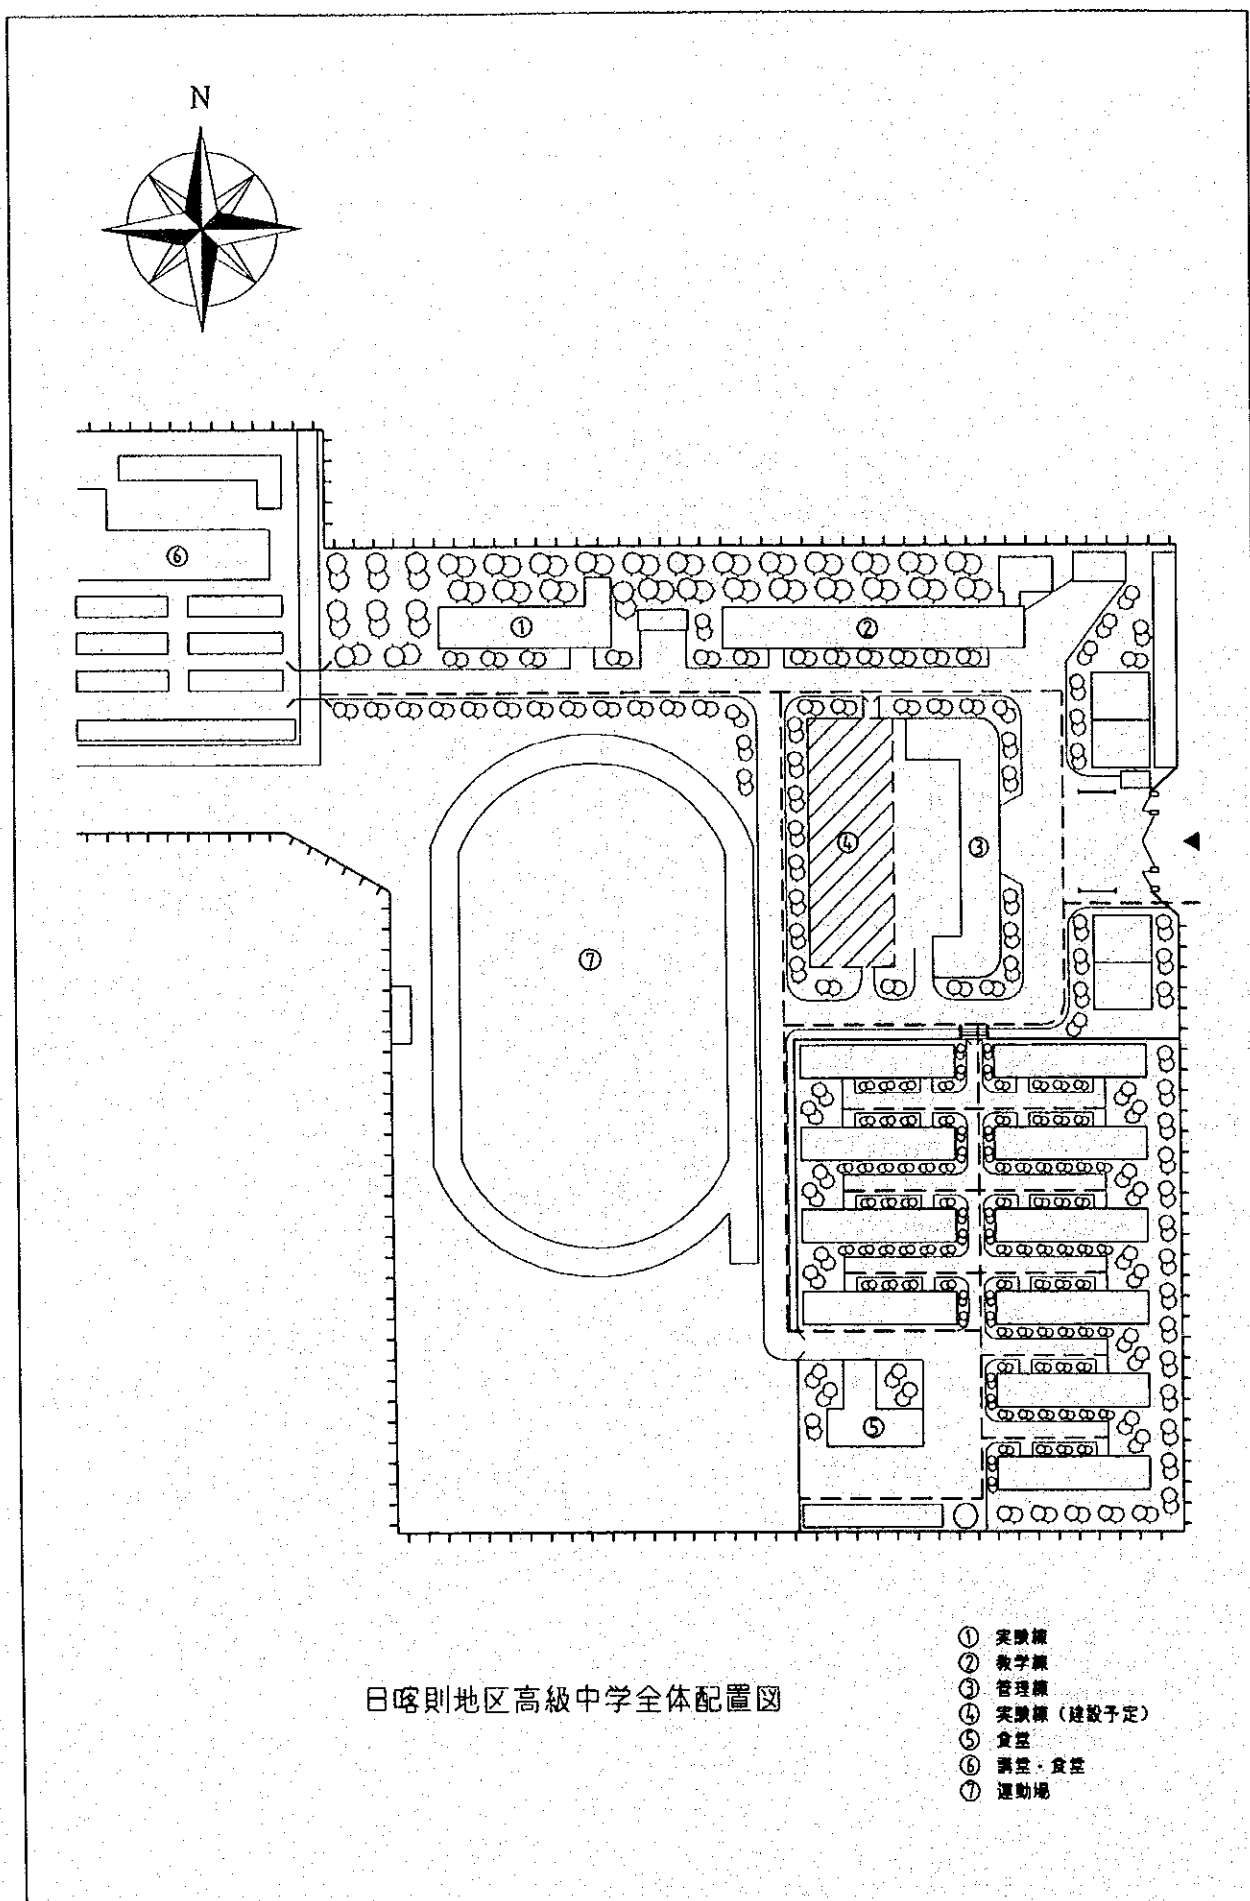 N
⑥
①
②
④
③
⑦
⑤
日喀則地区高級中学全体配置図
① 実験棟
② 教学棟
③ 管理棟
④ 実験棟（建設予定）
⑤ 食堂
⑥ 講堂・食堂
⑦ 運動場